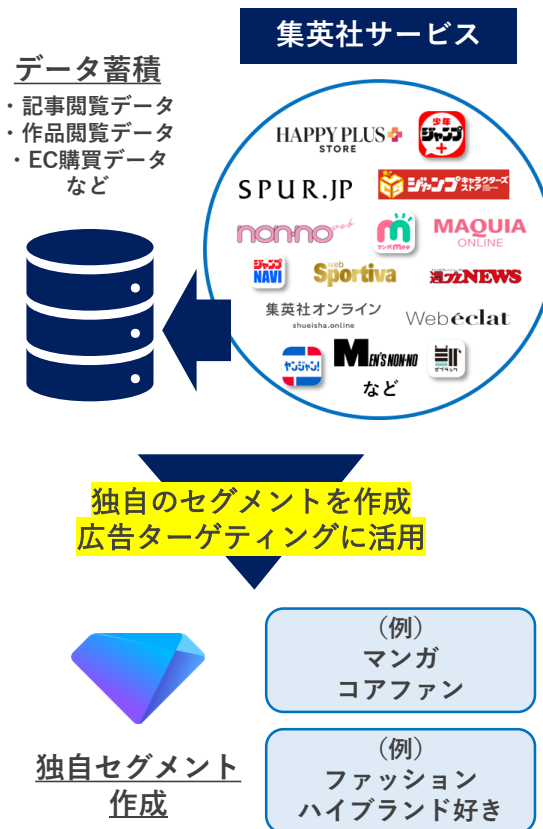 集英社サービス
データ蓄積
・記事閲覧データ
・作品閲覧データ
・EC購買データ
など
HAPPY PLUS
STORE
少年
ジャンプ
+
SPUR.JP
ジャンプキャラクターズ
ストア
non-no web
マンガMee
MAQUIA
ONLINE
ジャンプ
NAVI
web
Sportiva
週プレNEWS
集英社オンライン
shueisha.online
Webéclat
ヤンジャン!
MEN'S NON-NO
ゼブラック
など
独自のセグメントを作成
広告ターゲティングに活用
(例)
マンガ
コアファン
独自セグメント
作成
(例)
ファッション
ハイブランド好き